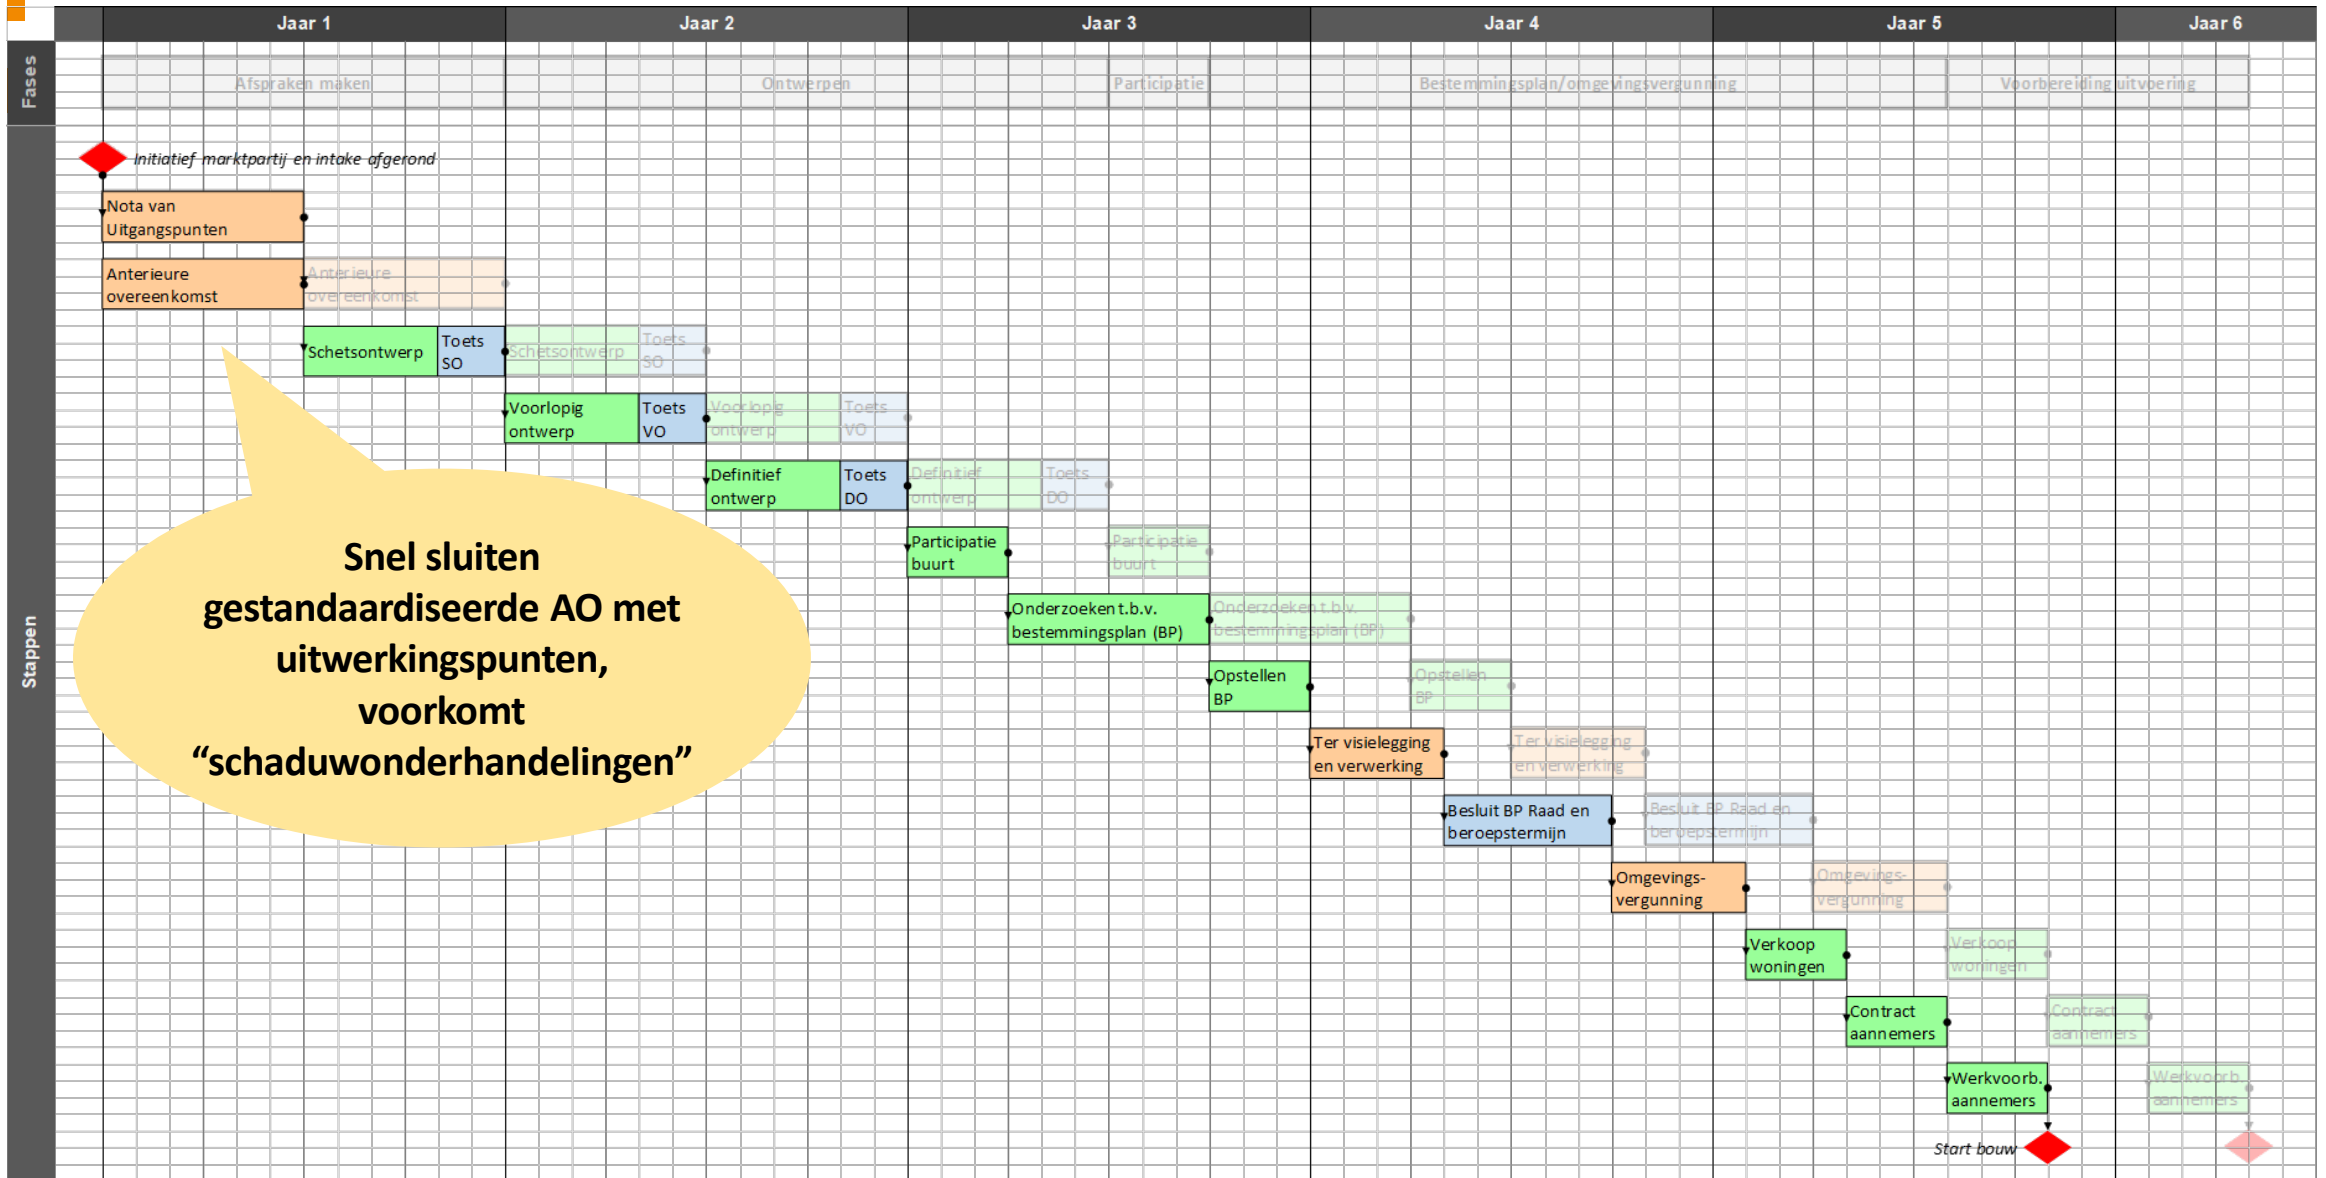 Jaar 1
Jaar 2
Jaar 3
Jaar 4
Jaar 5
Jaar 6
Fases
Afspraken maken
Ontwerpen
Participatie
Bestemmingsplan/omgevingsvergunning
Voorbereiding uitvoering
Stappen
Initiatief marktpartij en intake afgerond
Nota van
Uitgangspunten
Anterieure
overeenkomst
Anterieure
overeenkomst
Schetsontwerp
Toets
SO
Schetsontwerp
Toets
SO
Voorlopig
ontwerp
Toets
VO
Voorlopig
ontwerp
Toets
VO
Definitief
ontwerp
Toets
DO
Definitief
ontwerp
Toets
DO
Snel sluiten
gestandaardiseerde AO met
uitwerkingspunten,
voorkomt
“schaduwonderhandelingen”
Participatie
buurt
Participatie
buurt
Onderzoeken t.b.v.
bestemmingsplan (BP)
Onderzoeken t.b.v.
bestemmingsplan (BP)
Opstellen
BP
Opstellen
BP
Ter visielegging
en verwerking
Ter visielegging
en verwerking
Besluit BP Raad en
beroepstermijn
Besluit BP Raad en
beroepstermijn
Omgevings-
vergunning
Omgevings-
vergunning
Verkoop
woningen
Verkoop
woningen
Contract
aannemers
Contract
aannemers
Werkvoorb.
aannemers
Werkvoorb.
aannemers
Start bouw